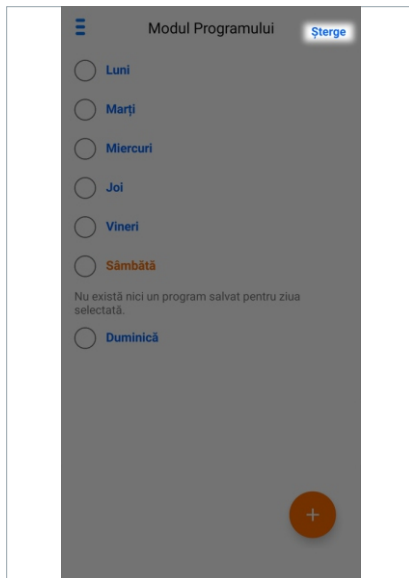 Modul Programului
Șterge
Luni
Marți
Miercuri
Joi
Vineri
Sâmbătă
Nu există nici un program salvat pentru ziua
selectată.
Duminică
+